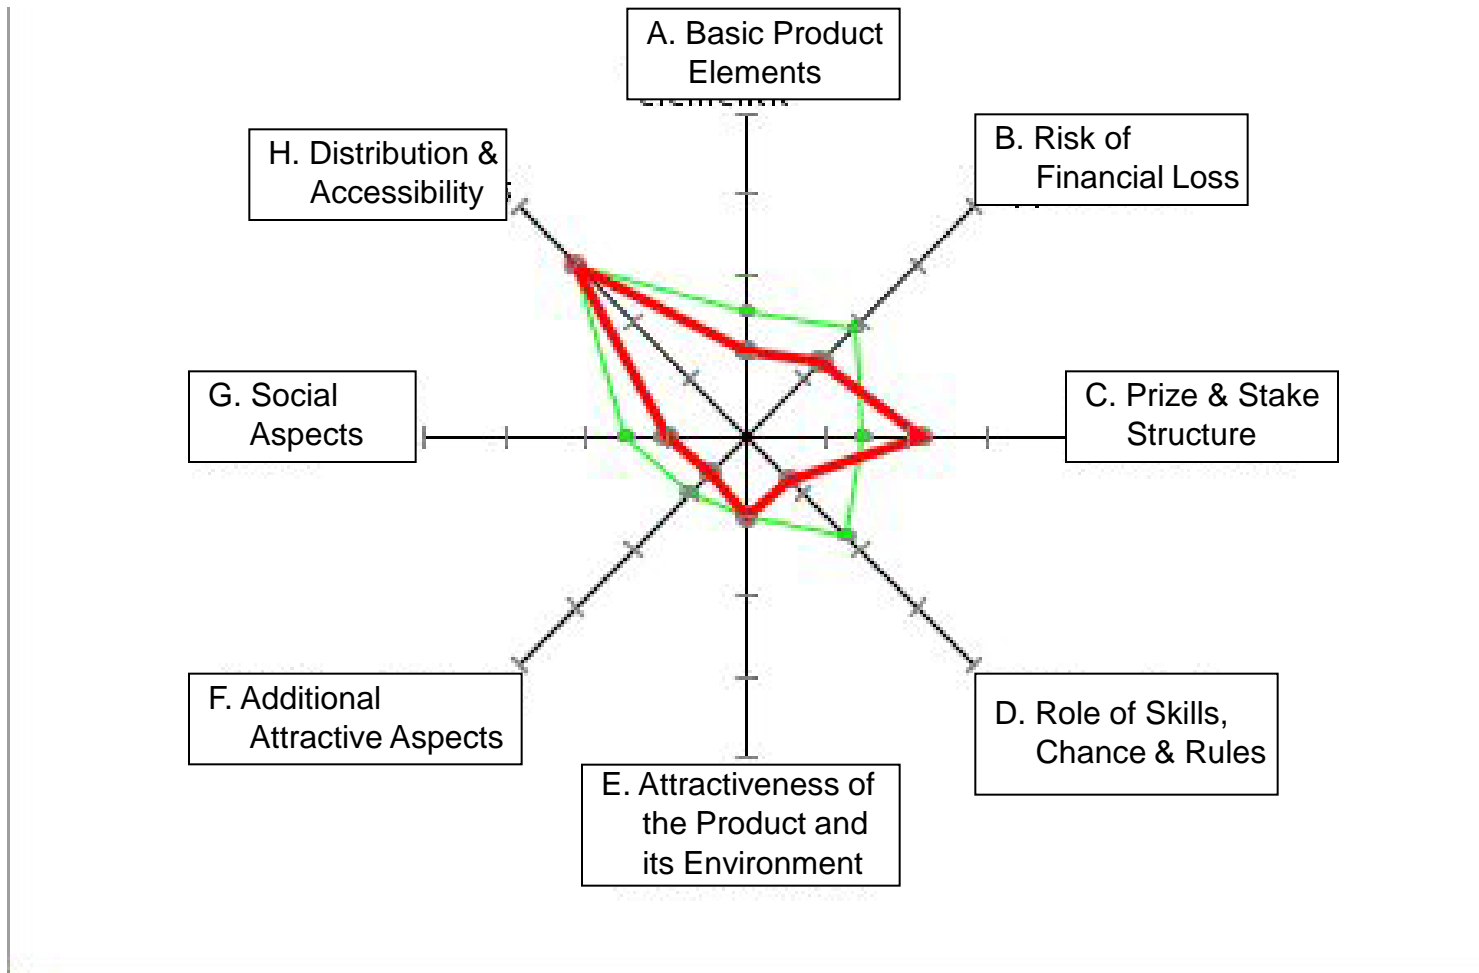 A. Basic Product
Elements
B. Risk of
Financial Loss
C. Prize & Stake
Structure
D. Role of Skills,
Chance & Rules
E. Attractiveness of
the Product and
its Environment
F. Additional
Attractive Aspects
G. Social
Aspects
H. Distribution &
Accessibility